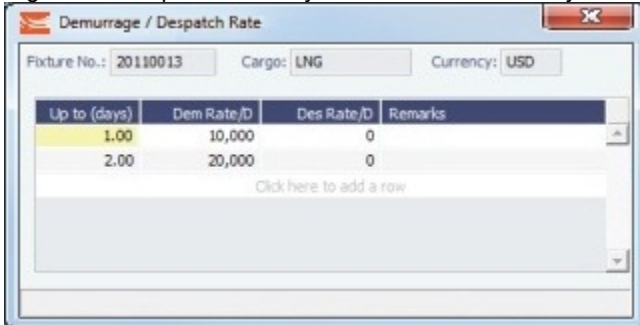 Demurrage / Despatch Rate
Fixture No.: 20110013 Cargo: LNG Currency: USD
Up to (days) Dem Rate/D Des Rate/D Remarks
1.00 10,000 0
2.00 20,000 0
Click here to add a row